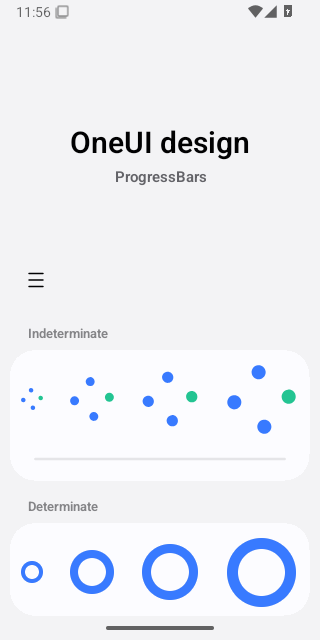 11:56
OneUI design
ProgressBars
Indeterminate
Determinate